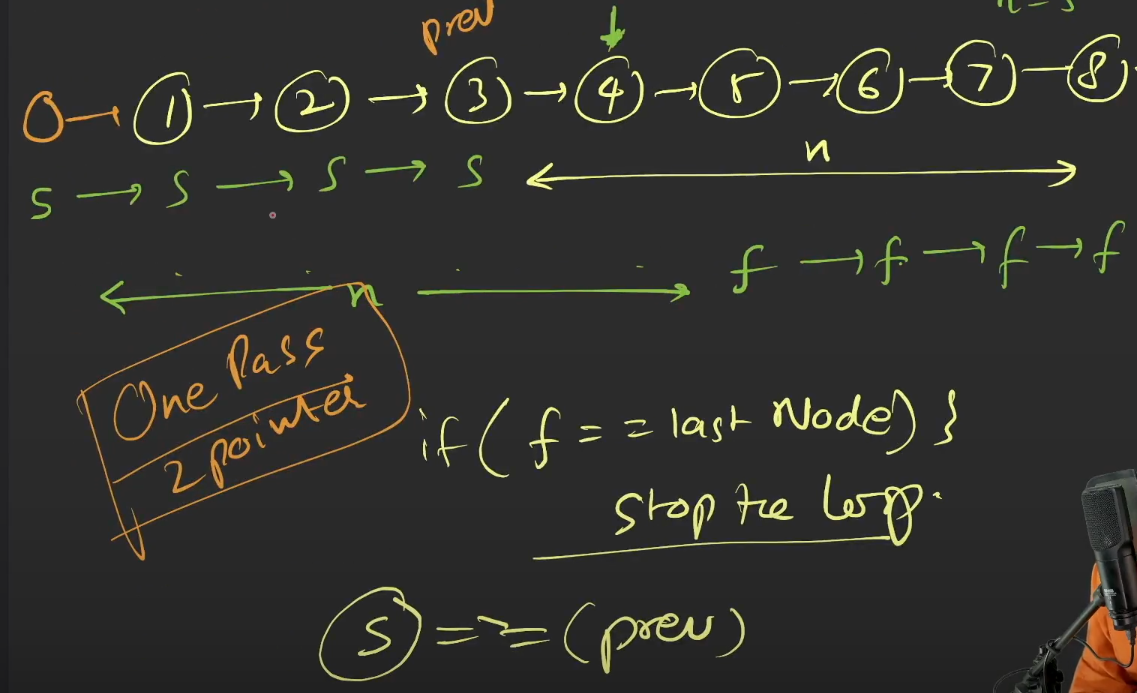 n=5
prev
1 → 2 → 3 → 4 → 5 → 6 → 7 → 8
s → s → s → s
n
f → f → f → f
n
One Pass
2 pointer
if ( f = = last Node) }
stop the loop.
s = ~ = (prev)